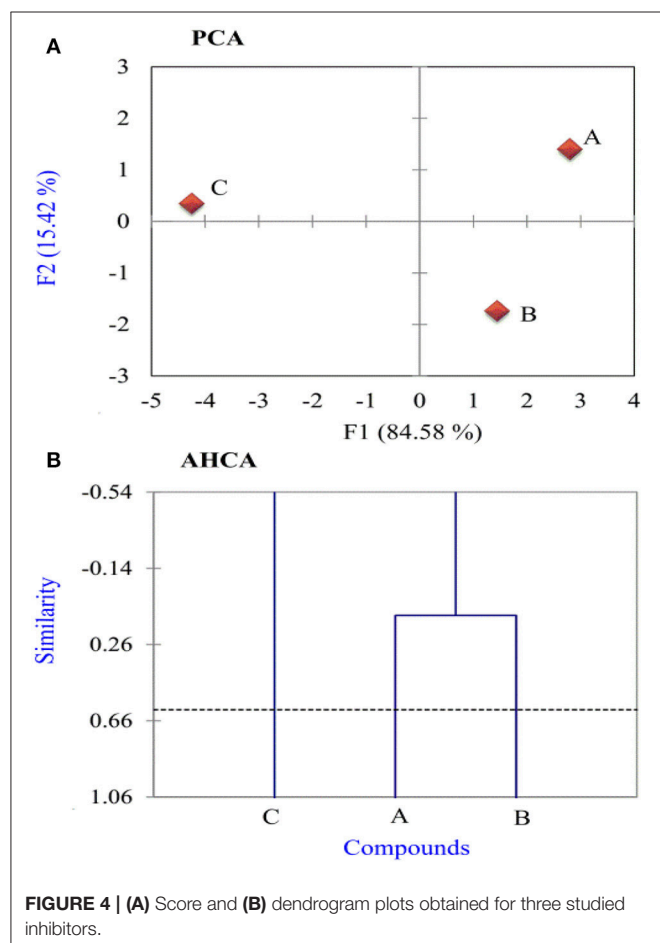 A PCA
3
2
1
0
-1
-2
-3
F2 (15.42 %)
A
C
B
-5 -4 -3 -2 -1 0 1 2 3 4
F1 (84.58 %)
B AHCA
-0.54
-0.14
0.26
0.66
1.06
Similarity
C A B
Compounds
FIGURE 4 | (A) Score and (B) dendrogram plots obtained for three studied
inhibitors.